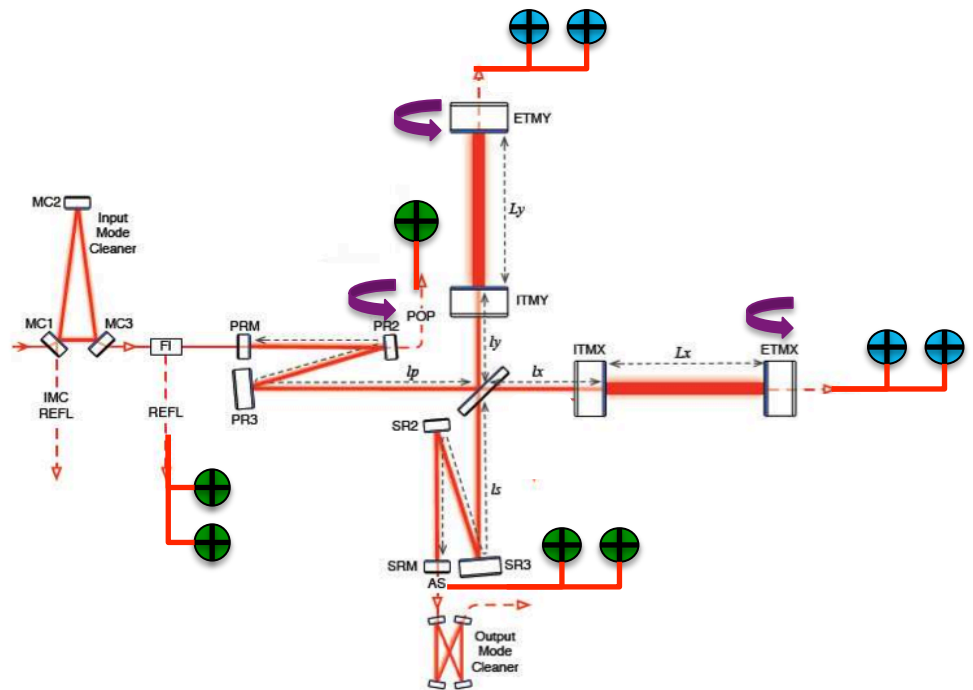 ETMY
Ly
MC2
Input
Mode
Cleaner
ITMY
MC1
MC3
FI
PRM
PR2
POP
ly
ITMX
Lx
ETMX
lp
lx
PR3
IMC
REFL
REFL
SR2
ls
SRM
SR3
AS
Output
Mode
Cleaner